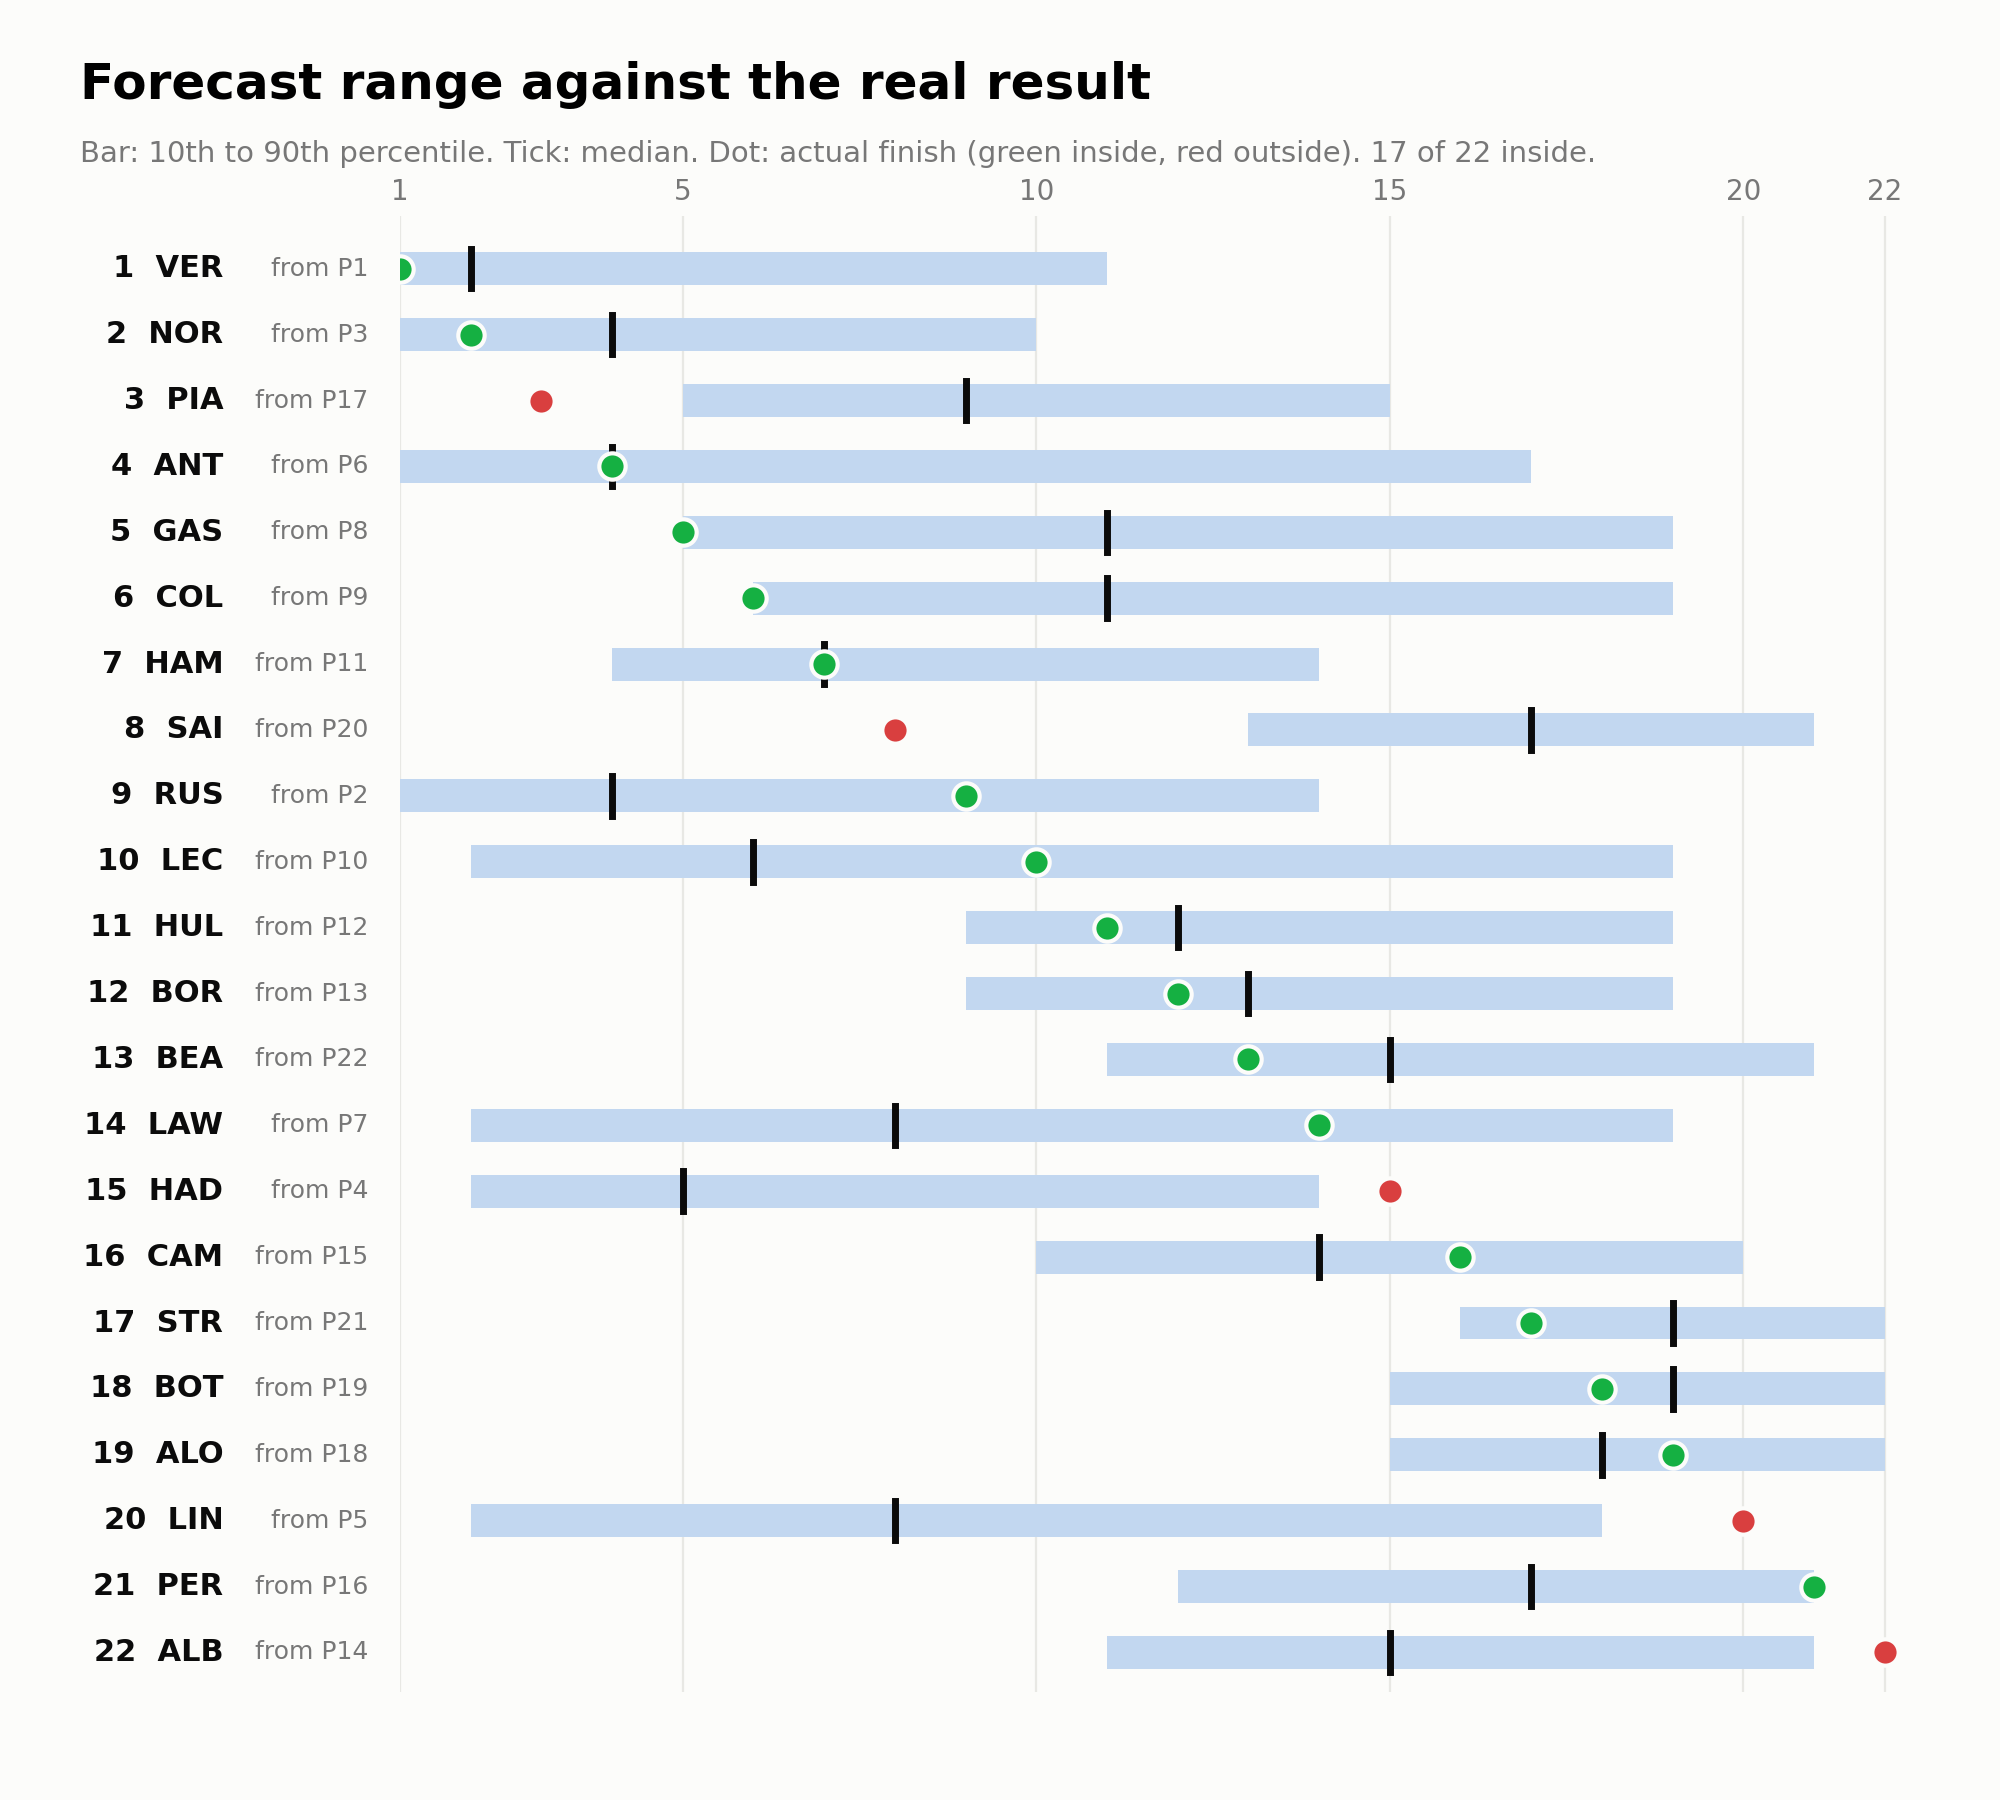 Forecast range against the real result
Bar: 10th to 90th percentile. Tick: median. Dot: actual finish (green inside, red outside). 17 of 22 inside.
1 5 10 15 20 22
1 VER from P1
2 NOR from P3
3 PIA from P17
4 ANT from P6
5 GAS from P8
6 COL from P9
7 HAM from P11
8 SAI from P20
9 RUS from P2
10 LEC from P10
11 HUL from P12
12 BOR from P13
13 BEA from P22
14 LAW from P7
15 HAD from P4
16 CAM from P15
17 STR from P21
18 BOT from P19
19 ALO from P18
20 LIN from P5
21 PER from P16
22 ALB from P14